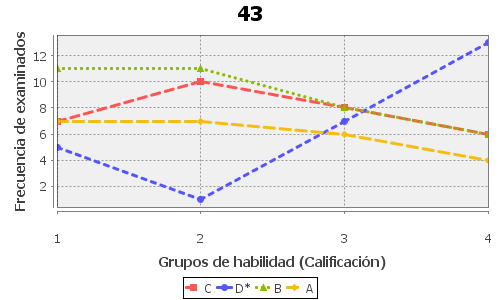 43
Frecuencia de examinados
12
10
8
6
4
2
1 2 3 4
Grupos de habilidad (Calificación)
C D* B A